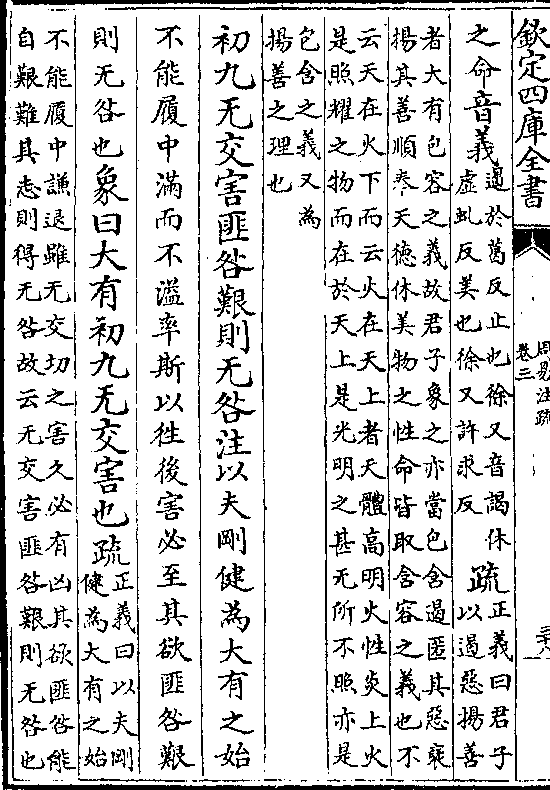 欽定四庫全書
周易注疏
卷三
三六
之命音義遏於葛反止也徐又音謁休
虛虬反美也徐又許求反疏正義曰君子
以遏惡揚善
者大有包容之義故君子象之亦當包含遏匿其惡襃
揚其善順奉天德休美物之性命皆取含容之義也不
云天在火下而云火在天上者天體高明火性炎上火
是照耀之物而在於天上是光明之甚无所不照亦是
包含之義又為
揚善之理也
初九无交害匪咎艱則无咎注以夫剛健為大有之始
不能履中滿而不溢率斯以往後害必至其欲匪咎艱
則无咎也象曰大有初九无交害也疏正義曰以夫剛
健為大有之始
不能履中謙退雖无交切之害久必有凶其欲匪咎能
自艱難其志則得无咎故云无交害匪咎艱則无咎也